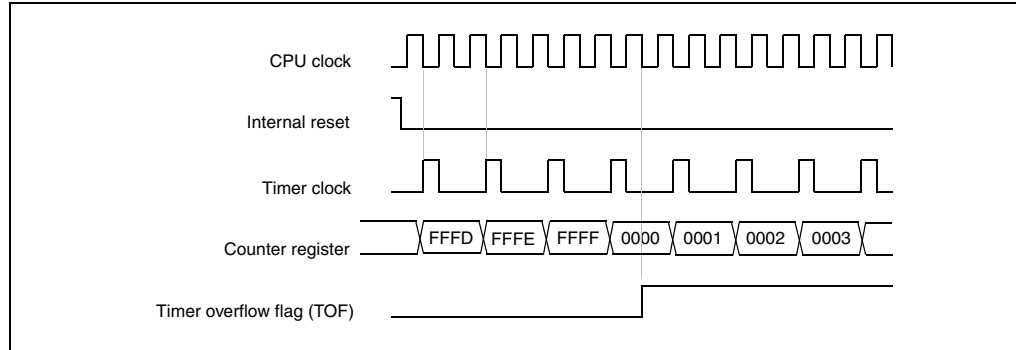 CPU clock
Internal reset
Timer clock
Counter register FFFD FFFE FFFF 0000 0001 0002 0003
Timer overflow flag (TOF)